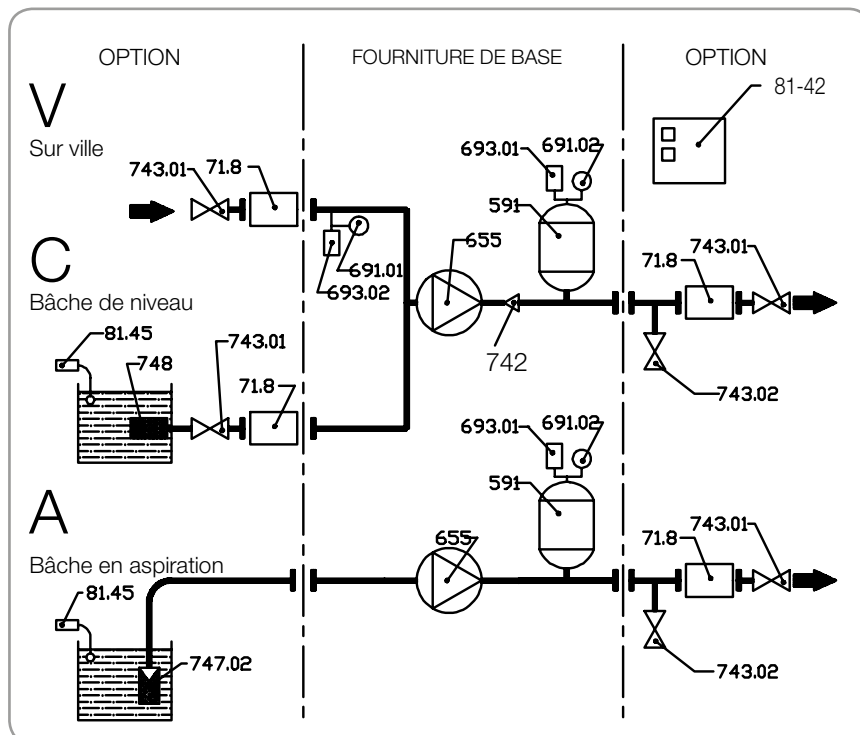 OPTION
FOURNITURE DE BASE
OPTION
V
Sur ville
81-42
743.01
71.8
693.01
691.02
591
655
743.01
71.8
691.01
693.02
C
Bâche de niveau
81.45
748
743.01
71.8
742
743.02
693.01
691.02
591
A
Bâche en aspiration
655
743.01
71.8
81.45
747.02
743.02